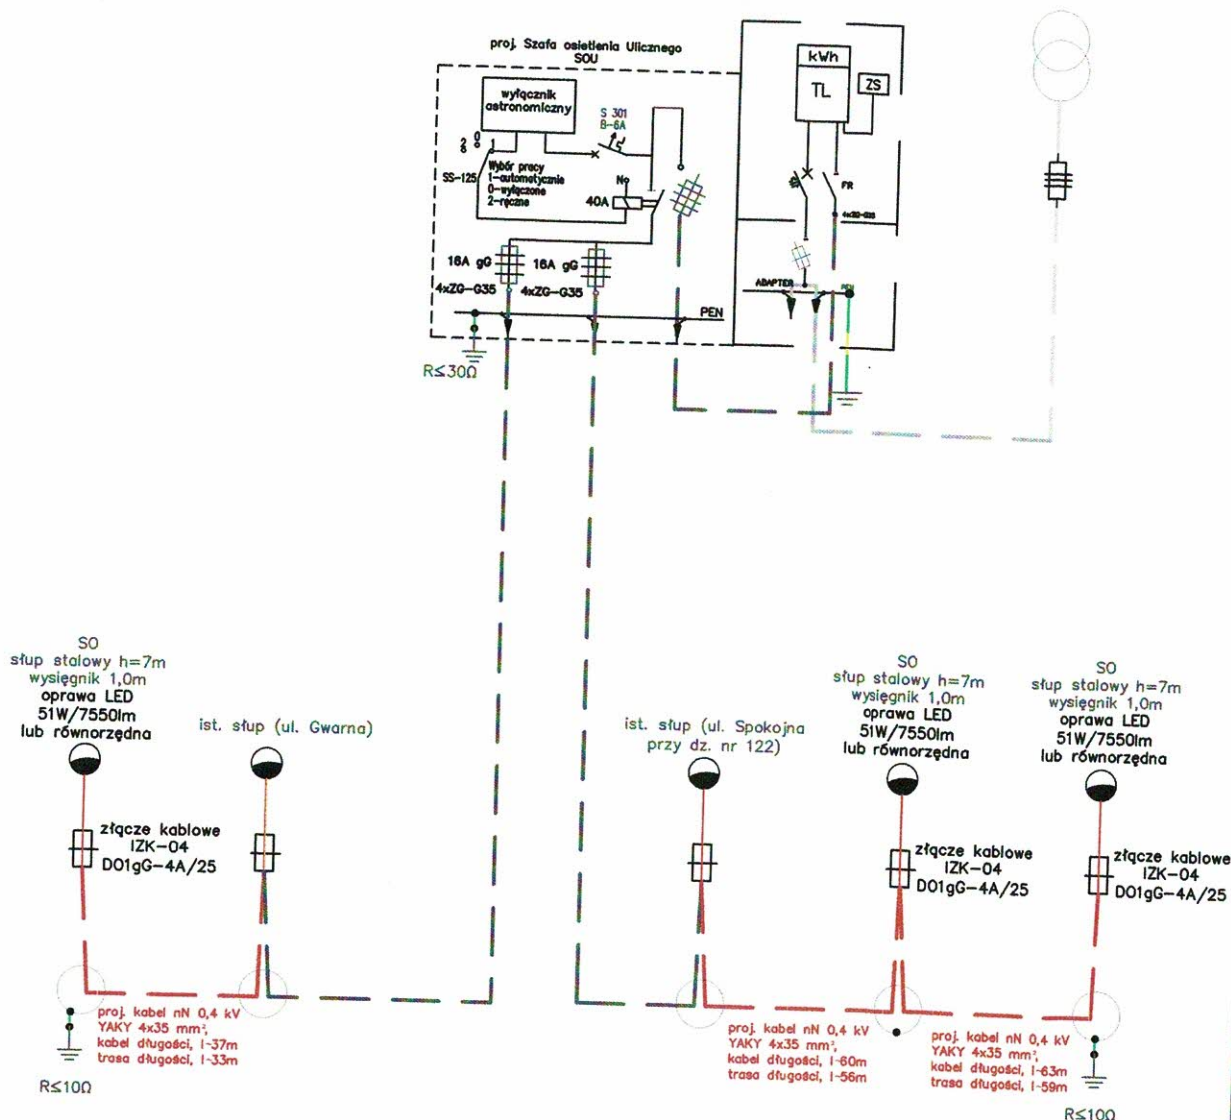 proj. Szafa osietlenia Ulicznego
SOU
wyłącznik
astronomiczny
S 301
B-6A
2 0 1
SS-125
Wybór pracy
1-automatycznie
0-wyłączone
2-ręczne
N
40A
16A gG
16A gG
4xZG-G35
4xZG-G35
PEN
R≤30Ω
kWh
TL
ZS
FR
4xZG-G35
ADAPTER
PEN
SO
słup stalowy h=7m
wysięgnik 1,0m
oprawa LED
51W/7550lm
lub równorzędna
ist. słup (ul. Gwarna)
złącze kablowe
IZK-04
D01gG-4A/25
proj. kabel nN 0,4 kV
YAKY 4x35 mm²,
kabel długości, l-37m
trasa długości, l-33m
R≤10Ω
ist. słup (ul. Spokojna
przy dz. nr 122)
SO
słup stalowy h=7m
wysięgnik 1,0m
oprawa LED
51W/7550lm
lub równorzędna
SO
słup stalowy h=7m
wysięgnik 1,0m
oprawa LED
51W/7550lm
lub równorzędna
złącze kablowe
IZK-04
D01gG-4A/25
złącze kablowe
IZK-04
D01gG-4A/25
proj. kabel nN 0,4 kV
YAKY 4x35 mm²,
kabel długości, l-60m
trasa długości, l-56m
proj. kabel nN 0,4 kV
YAKY 4x35 mm²,
kabel długości, l-63m
trasa długości, l-59m
R≤10Ω